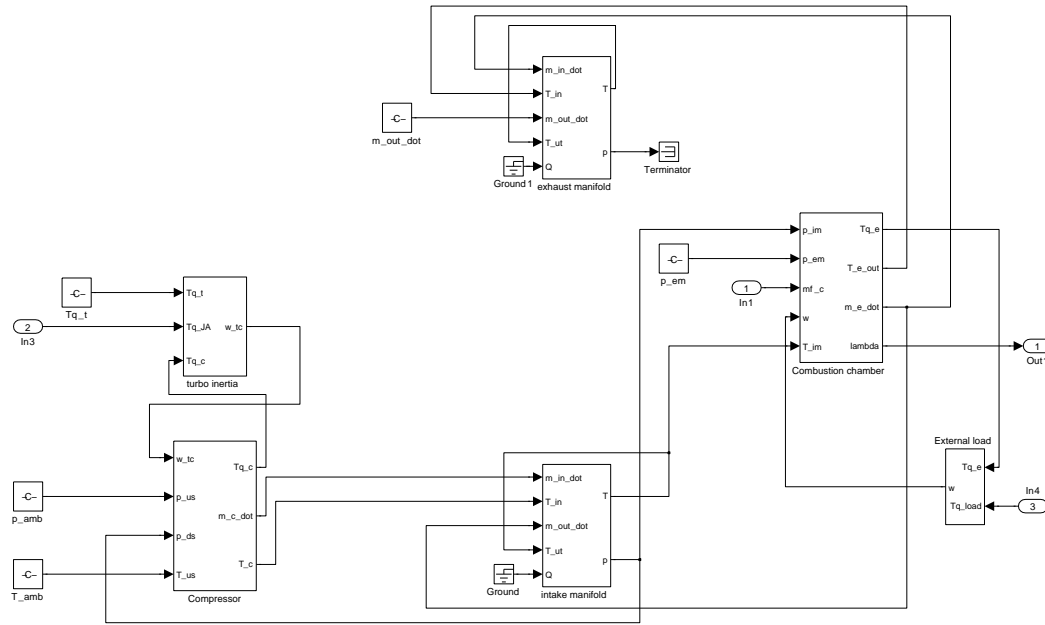 m_in_dot
T_in
m_out_dot
T_ut
Q
T
p
exhaust manifold
-C-
m_out_dot
Ground 1
Terminator
p_im
p_em
mf_c
w
T_im
Tq_e
T_e_out
m_e_dot
lambda
Combustion chamber
-C-
p_em
1
In1
1
Out1
-C-
Tq_t
2
In3
Tq_t
Tq_JA
Tq_c
w_tc
turbo inertia
w_tc
p_us
p_ds
T_us
Tq_c
m_c_dot
T_c
Compressor
-C-
p_amb
-C-
T_amb
m_in_dot
T_in
m_out_dot
T_ut
Q
T
p
intake manifold
Ground
External load
Tq_e
w
Tq_load
In4
3